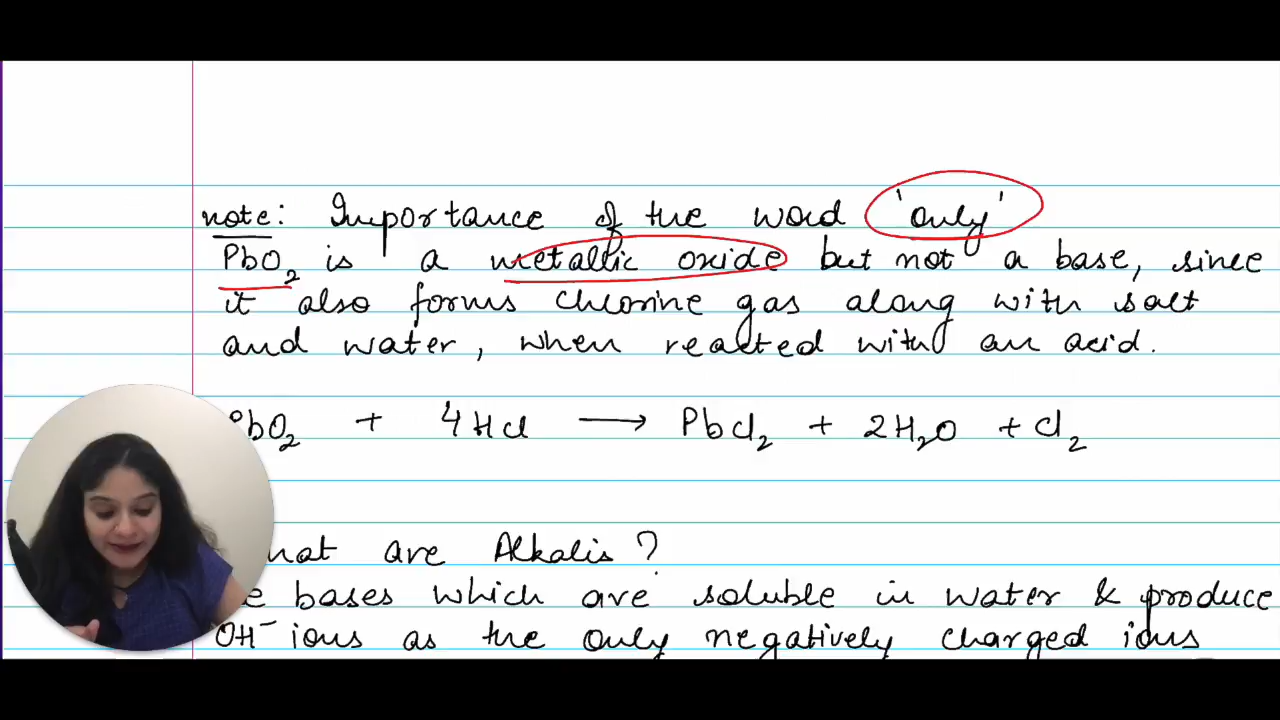 note: Importance of the word 'only'
PbO₂ is a metallic oxide but not a base, since
it also forms chlorine gas along with salt
and water, when reacted with an acid.
PbO₂ + 4HCl ⟶ PbCl₂ + 2H₂O + Cl₂
are Alkalis?
bases which are soluble in water & produce
OH⁻ ions as the only negatively charged ions